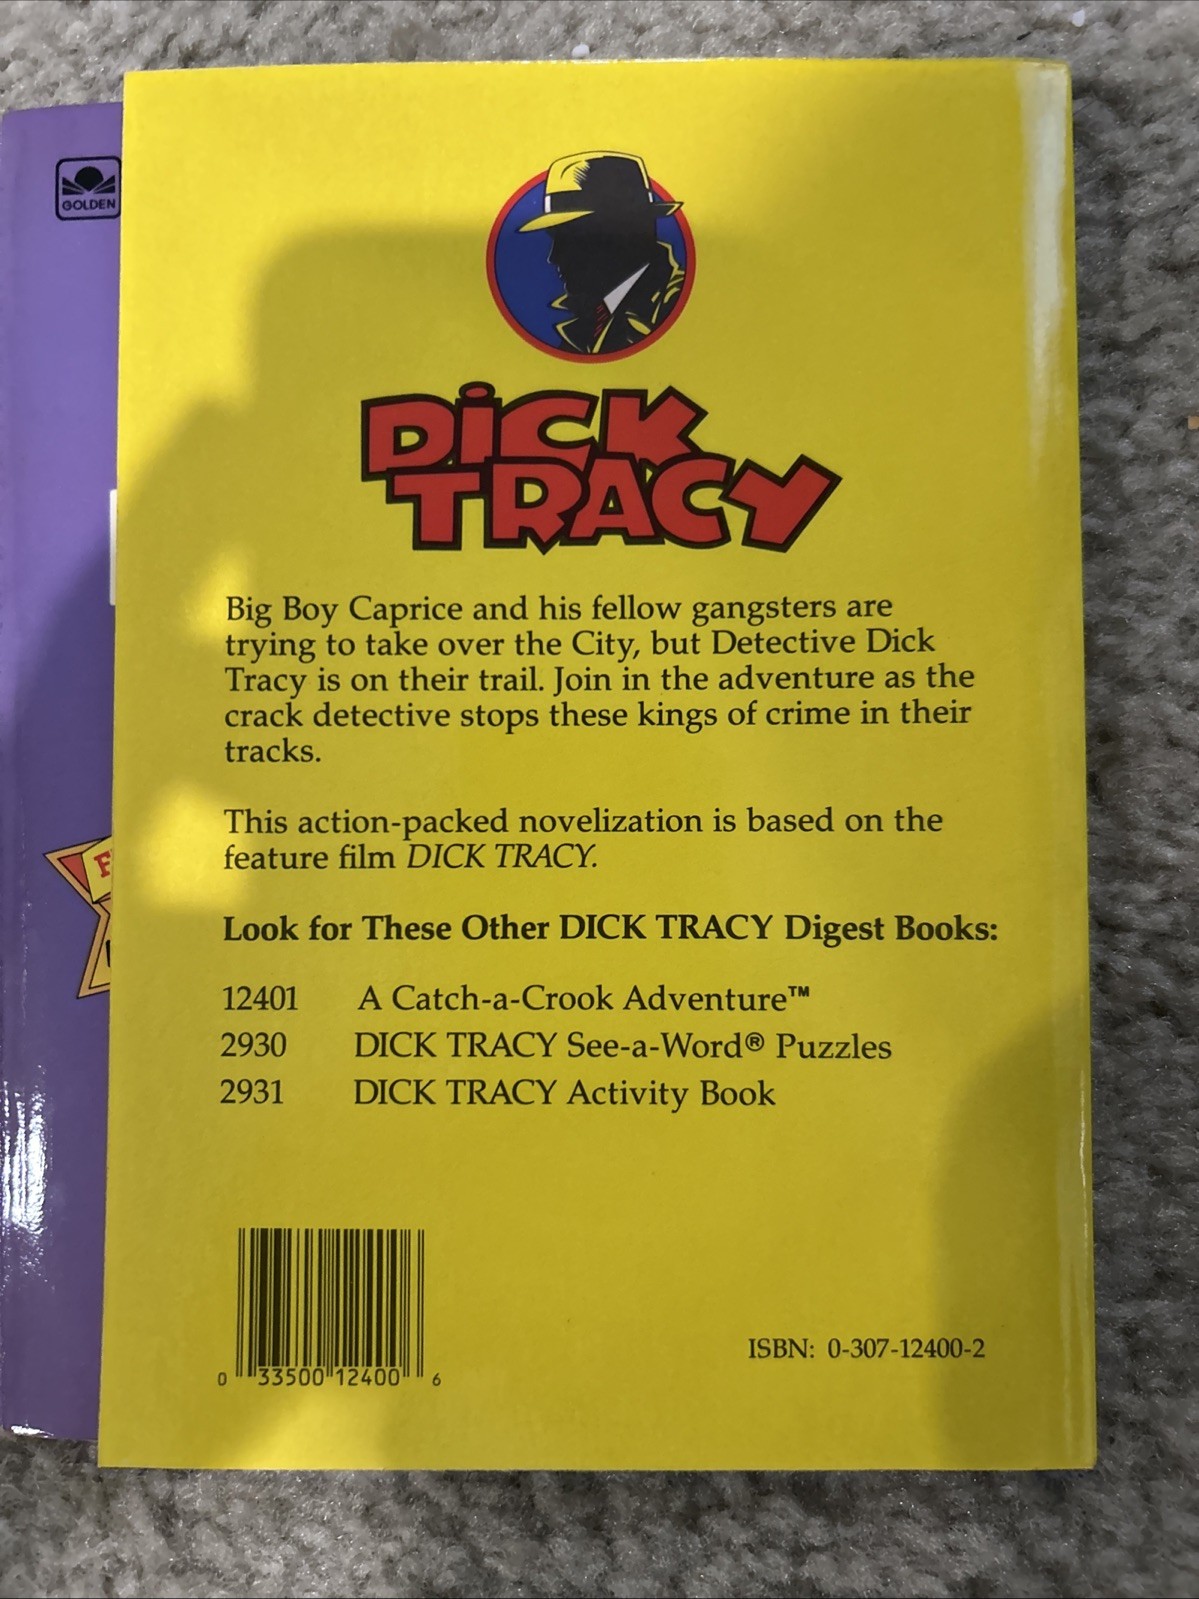 GOLDEN
DICK
TRACY
Big Boy Caprice and his fellow gangsters are
trying to take over the City, but Detective Dick
Tracy is on their trail. Join in the adventure as the
crack detective stops these kings of crime in their
tracks.
This action-packed novelization is based on the
feature film DICK TRACY.
Look for These Other DICK TRACY Digest Books:
12401 A Catch-a-Crook Adventure™
2930 DICK TRACY See-a-Word® Puzzles
2931 DICK TRACY Activity Book
0 33500 12400 6
ISBN: 0-307-12400-2